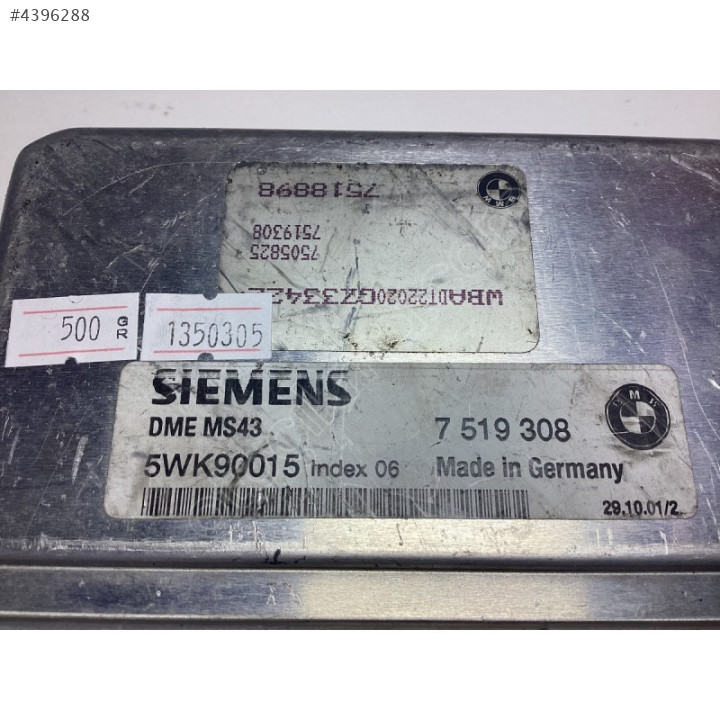 #4396288
7518898
7519308
7505825
500 GR
1350305
SIEMENS
DME MS43
7 519 308
BMW
5WK90015 index 06
Made in Germany
29.10.01/2